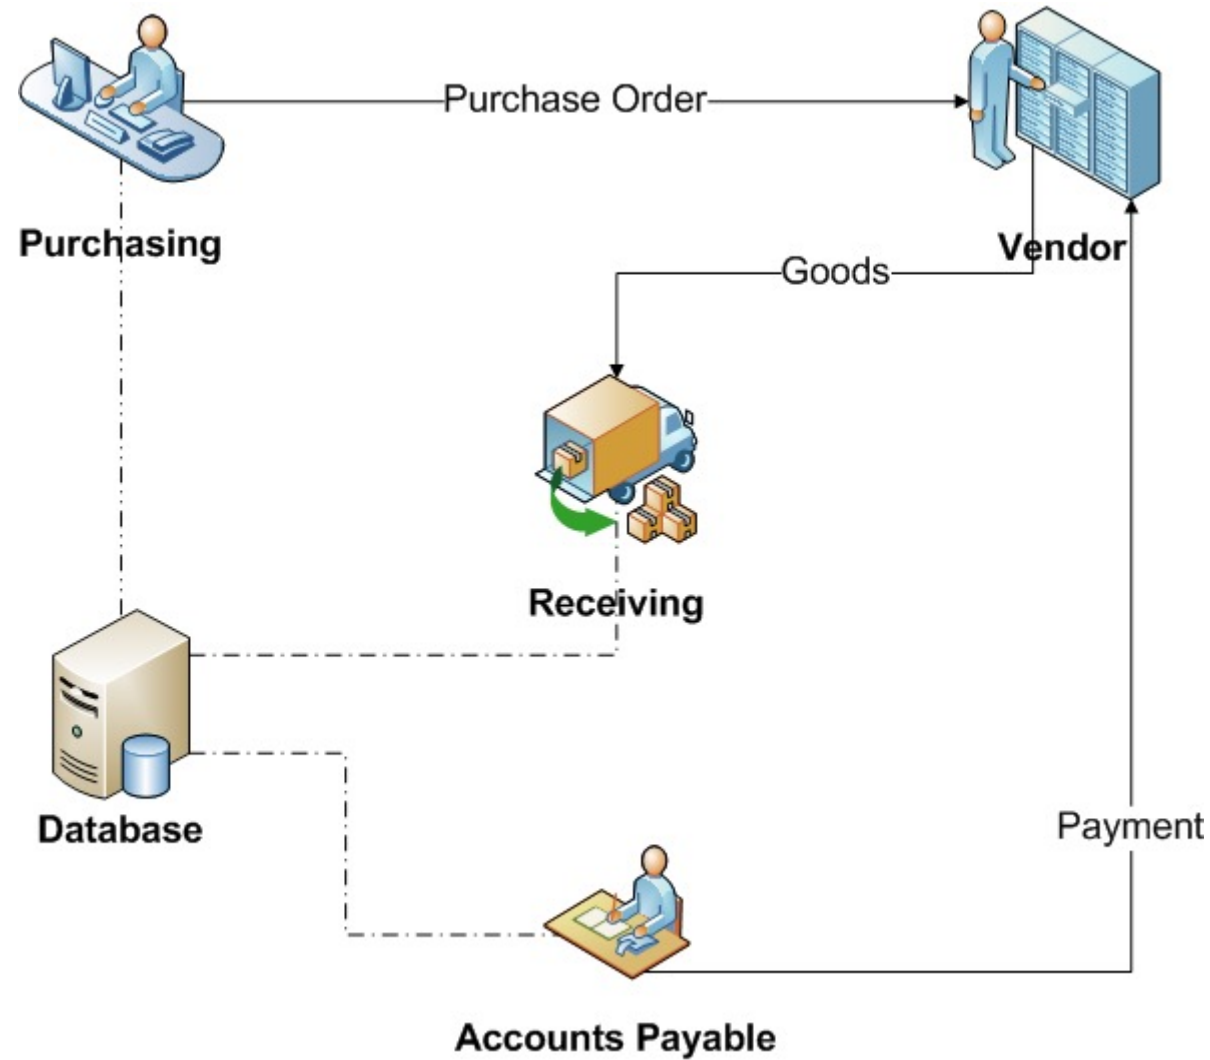 Purchase Order
Purchasing
Vendor
Goods
Receiving
Database
Payment
Accounts Payable